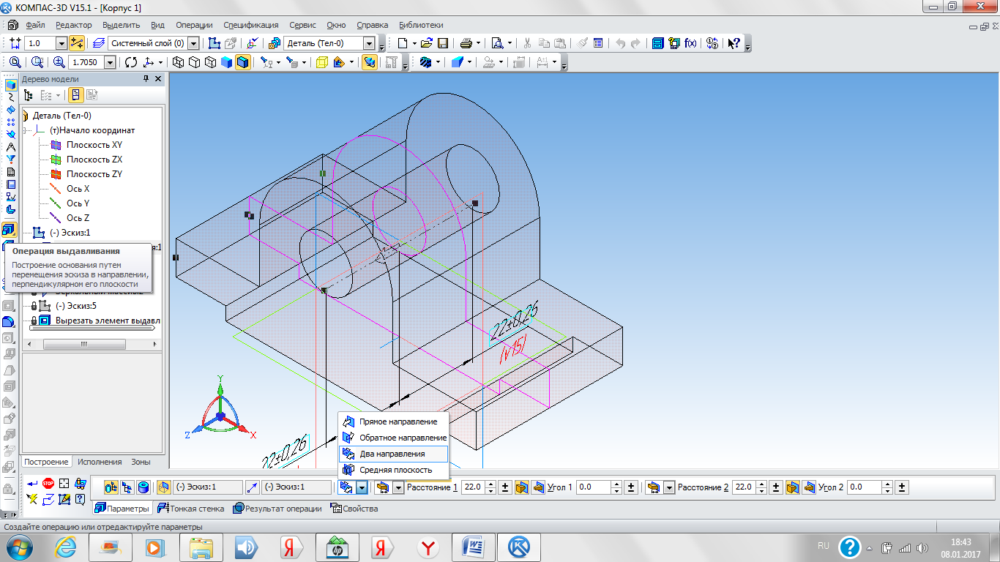 КОМПАС-3D V15.1 - [Корпус 1]
Файл Редактор Выделить Вид Операции Спецификация Сервис Окно Справка Библиотеки
1.0 Системный слой (0) Деталь (Тел-0) f(x)
1.7050
Дерево модели
Деталь (Тел-0)
(т)Начало координат
Плоскость XY
Плоскость ZX
Плоскость ZY
Ось X
Ось Y
Ось Z
(-) Эскиз:1
Операция выдавливания
Построение основания путем
перемещения эскиза в направлении,
перпендикулярном его плоскости
(-) Эскиз:5
Вырезать элемент выдавл
22±0,26
22±0,26
Y
Z
X
Прямое направление
Обратное направление
Два направления
Средняя плоскость
Построение Исполнения Зоны
STOP (-) Эскиз:1 (-) Эскиз:1 Расстояние 1 22.0 Угол 1 0.0 Расстояние 2 22.0 Угол 2 0.0
Параметры Тонкая стенка Результат операции Свойства
Создайте операцию или отредактируйте параметры
hp Я Я Y W RU ? 18:43
08.01.2017